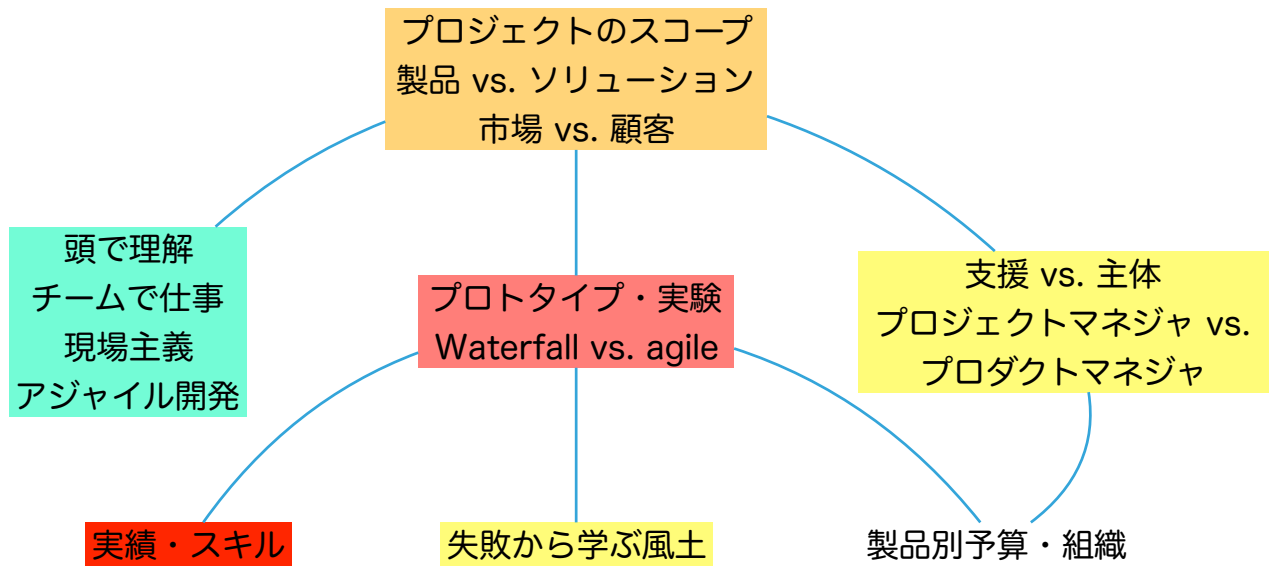 プロジェクトのスコープ
製品 vs. ソリューション
市場 vs. 顧客
頭で理解
チームで仕事
現場主義
アジャイル開発
プロトタイプ・実験
Waterfall vs. agile
支援 vs. 主体
プロジェクトマネジャ vs.
プロダクトマネジャ
実績・スキル
失敗から学ぶ風土
製品別予算・組織